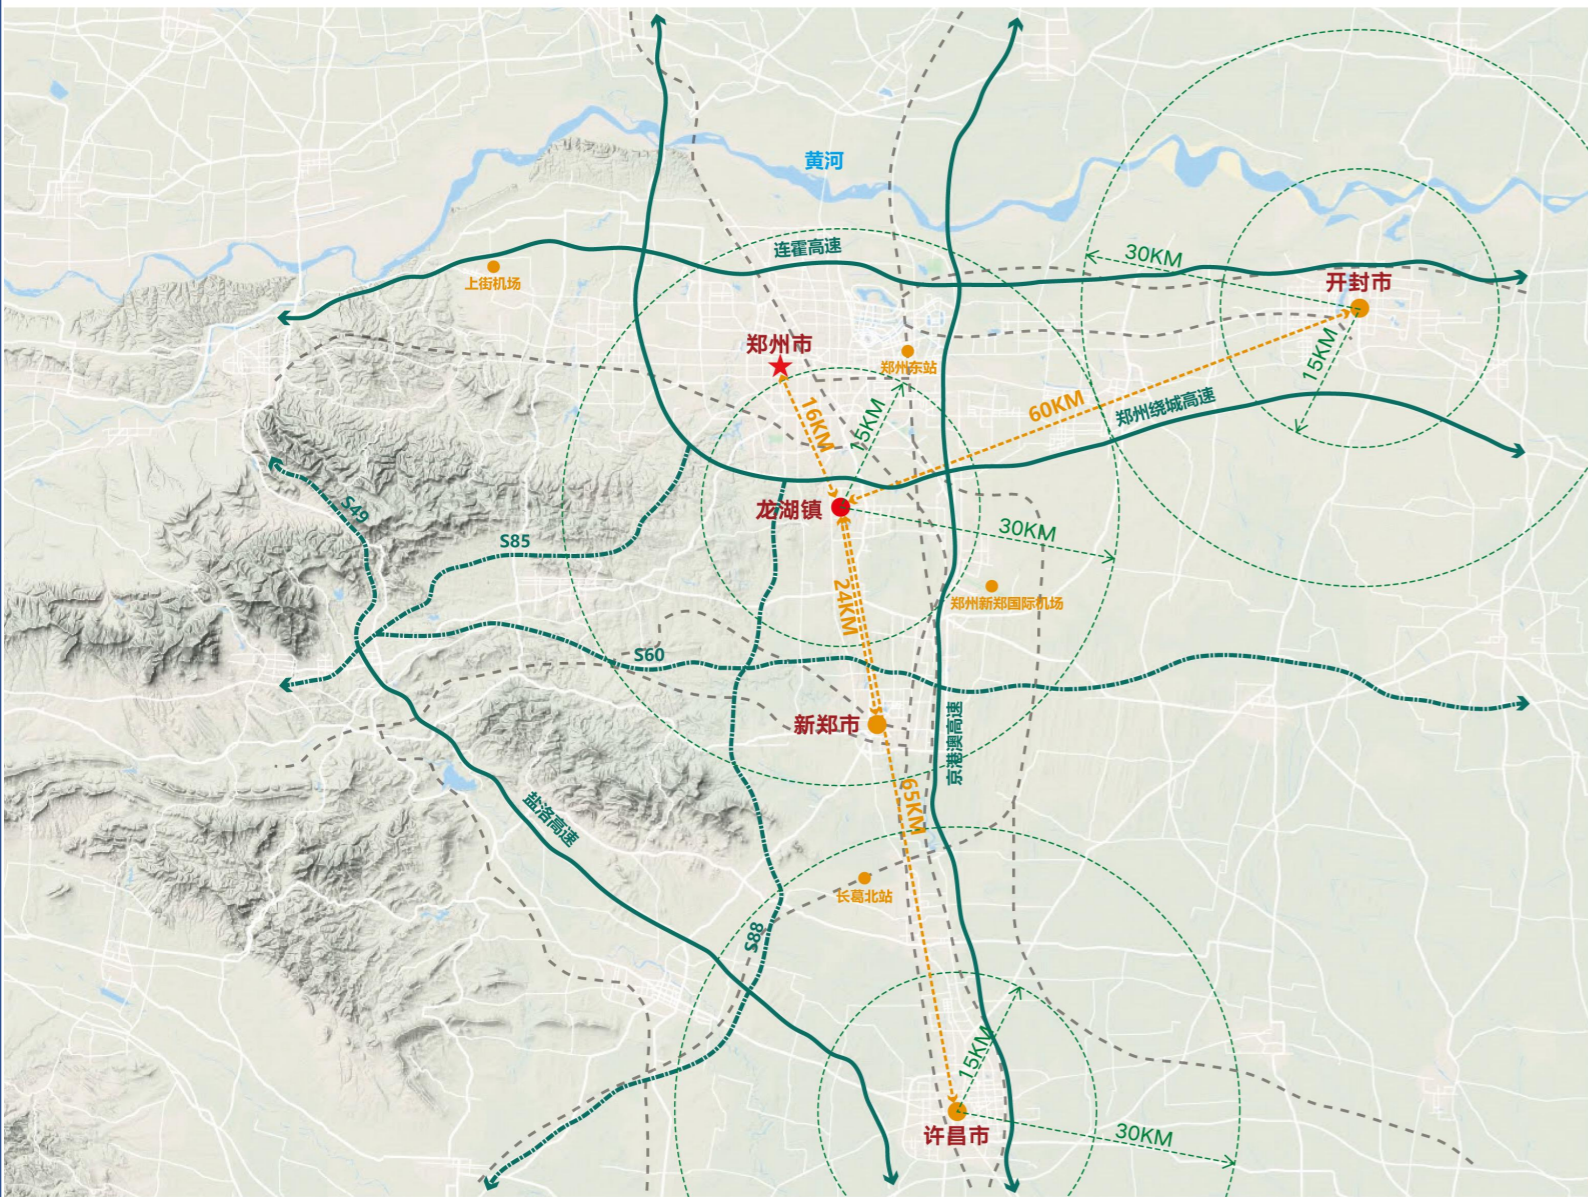 黄河
连霍高速
30KM
上街机场
开封市
郑州市
郑州东站
15KM
16KM
15KM
60KM
郑州绕城高速
S49
龙湖镇
30KM
S85
24KM
郑州新郑国际机场
S60
新郑市
京港澳高速
盐洛高速
65KM
长葛北站
S88
15KM
许昌市
30KM